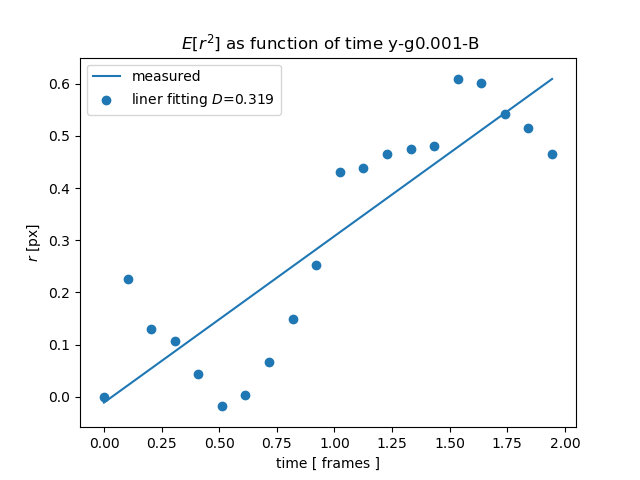 E[r²] as function of time y-g0.001-B
measured
liner fitting D=0.319
0.6
0.5
0.4
0.3
0.2
0.1
0.0
r [px]
0.00 0.25 0.50 0.75 1.00 1.25 1.50 1.75 2.00
time [ frames ]